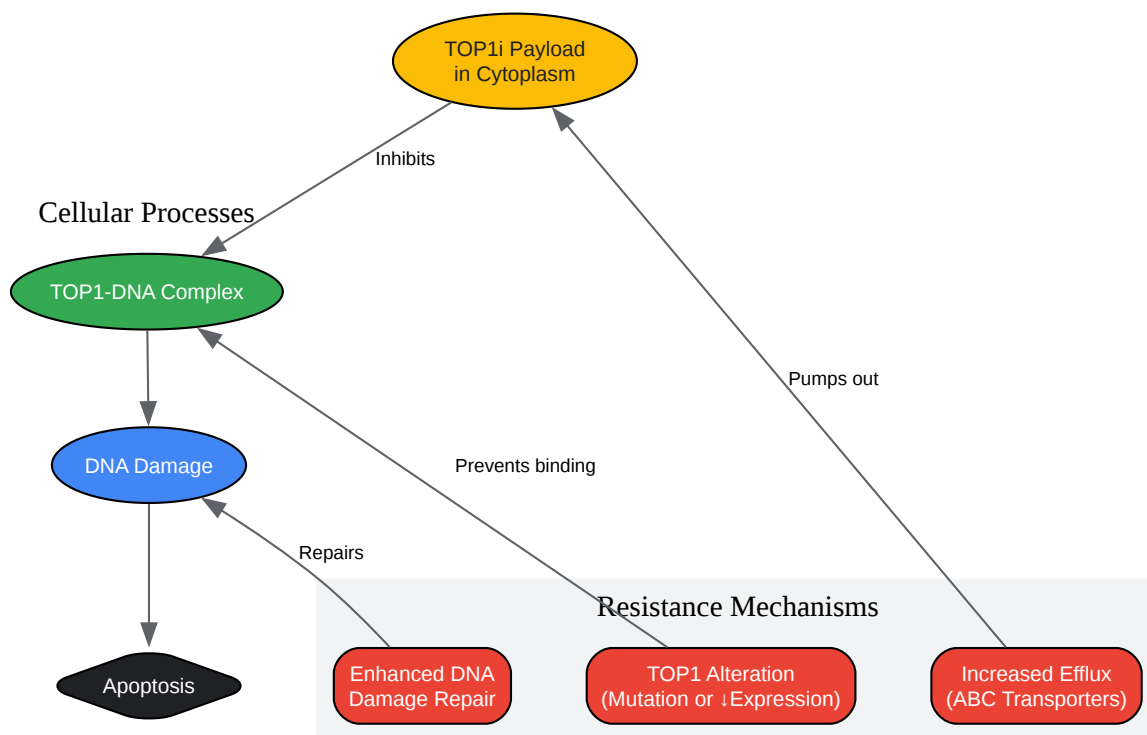 TOP1i Payload
in Cytoplasm
Inhibits
Cellular Processes
TOP1-DNA Complex
Pumps out
DNA Damage
Prevents binding
Repairs
Resistance Mechanisms
Apoptosis
Enhanced DNA
Damage Repair
TOP1 Alteration
(Mutation or ↓Expression)
Increased Efflux
(ABC Transporters)